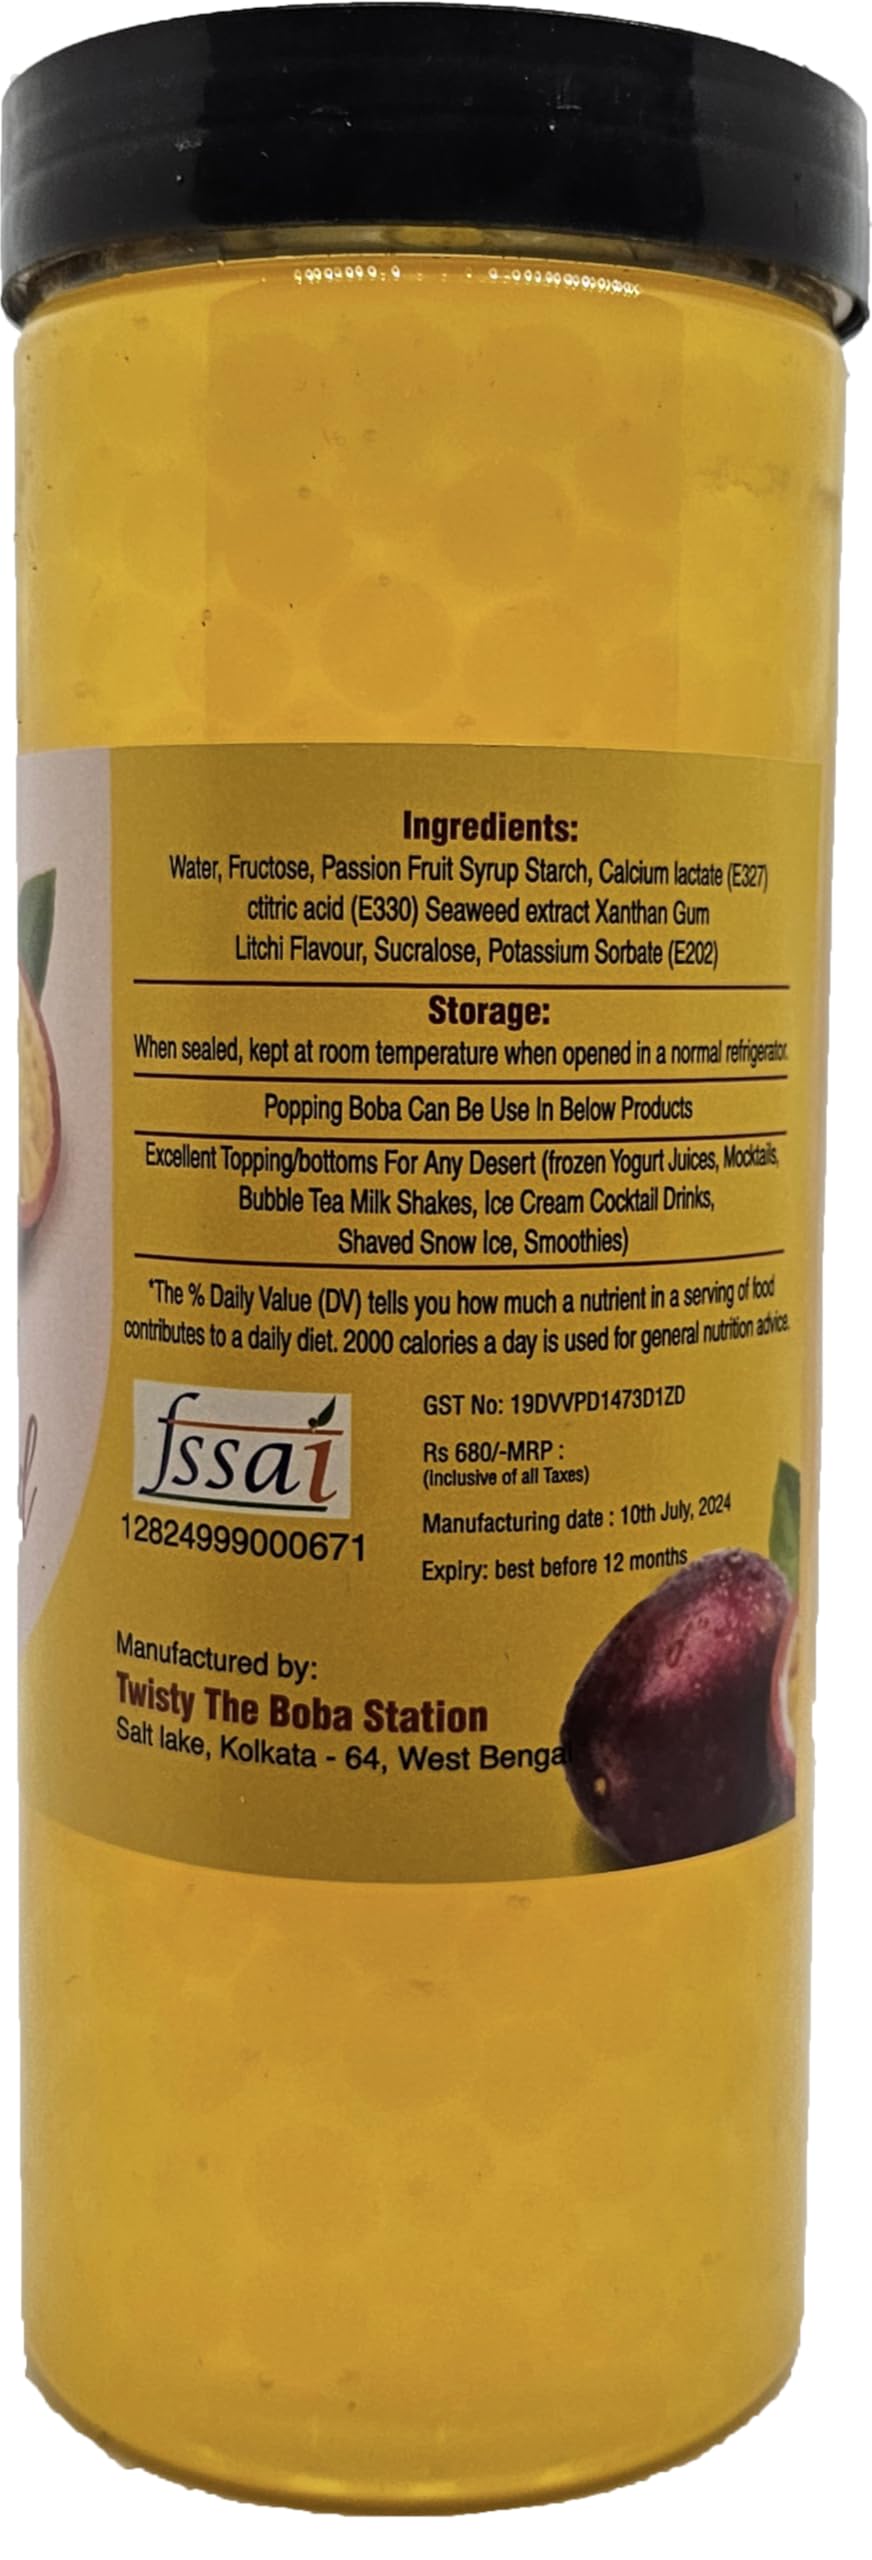 Ingredients:
Water, Fructose, Passion Fruit Syrup Starch, Calcium lactate (E327)
ctitric acid (E330) Seaweed extract Xanthan Gum
Litchi Flavour, Sucralose, Potassium Sorbate (E202)
Storage:
When sealed, kept at room temperature when opened in a normal refrigerator.
Popping Boba Can Be Use In Below Products
Excellent Topping/bottoms For Any Desert (frozen Yogurt Juices, Mocktails,
Bubble Tea Milk Shakes, Ice Cream Cocktail Drinks,
Shaved Snow Ice, Smoothies)
*The % Daily Value (DV) tells you how much a nutrient in a serving of food
contributes to a daily diet. 2000 calories a day is used for general nutrition advice.
fssai
12824999000671
GST No: 19DVVPD1473D1ZD
Rs 680/-MRP :
(Inclusive of all Taxes)
Manufacturing date : 10th July, 2024
Expiry: best before 12 months
Manufactured by:
Twisty The Boba Station
Salt lake, Kolkata - 64, West Bengal